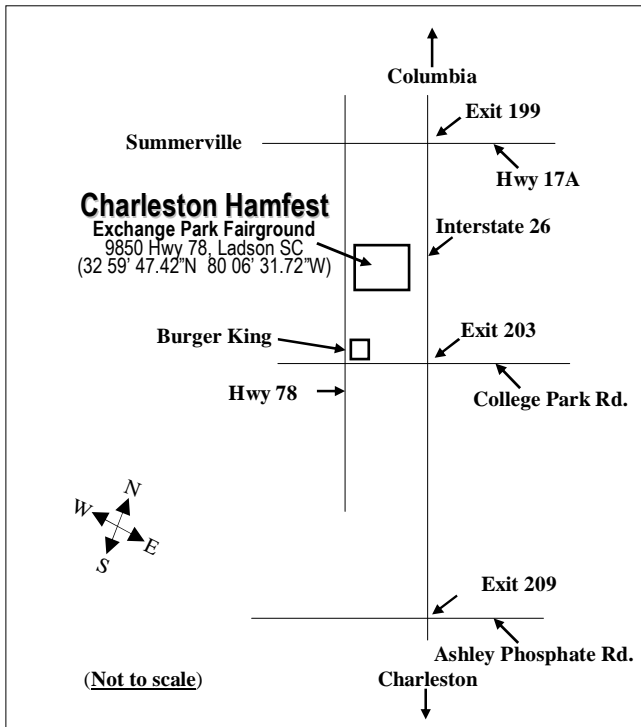 Columbia
Exit 199
Summerville
Hwy 17A
Charleston Hamfest
Exchange Park Fairground
9850 Hwy 78, Ladson SC
(32 59’ 47.42”N  80 06’ 31.72”W)
Interstate 26
Burger King
Exit 203
Hwy 78
College Park Rd.
N
W
E
S
Exit 209
Ashley Phosphate Rd.
(Not to scale)
Charleston